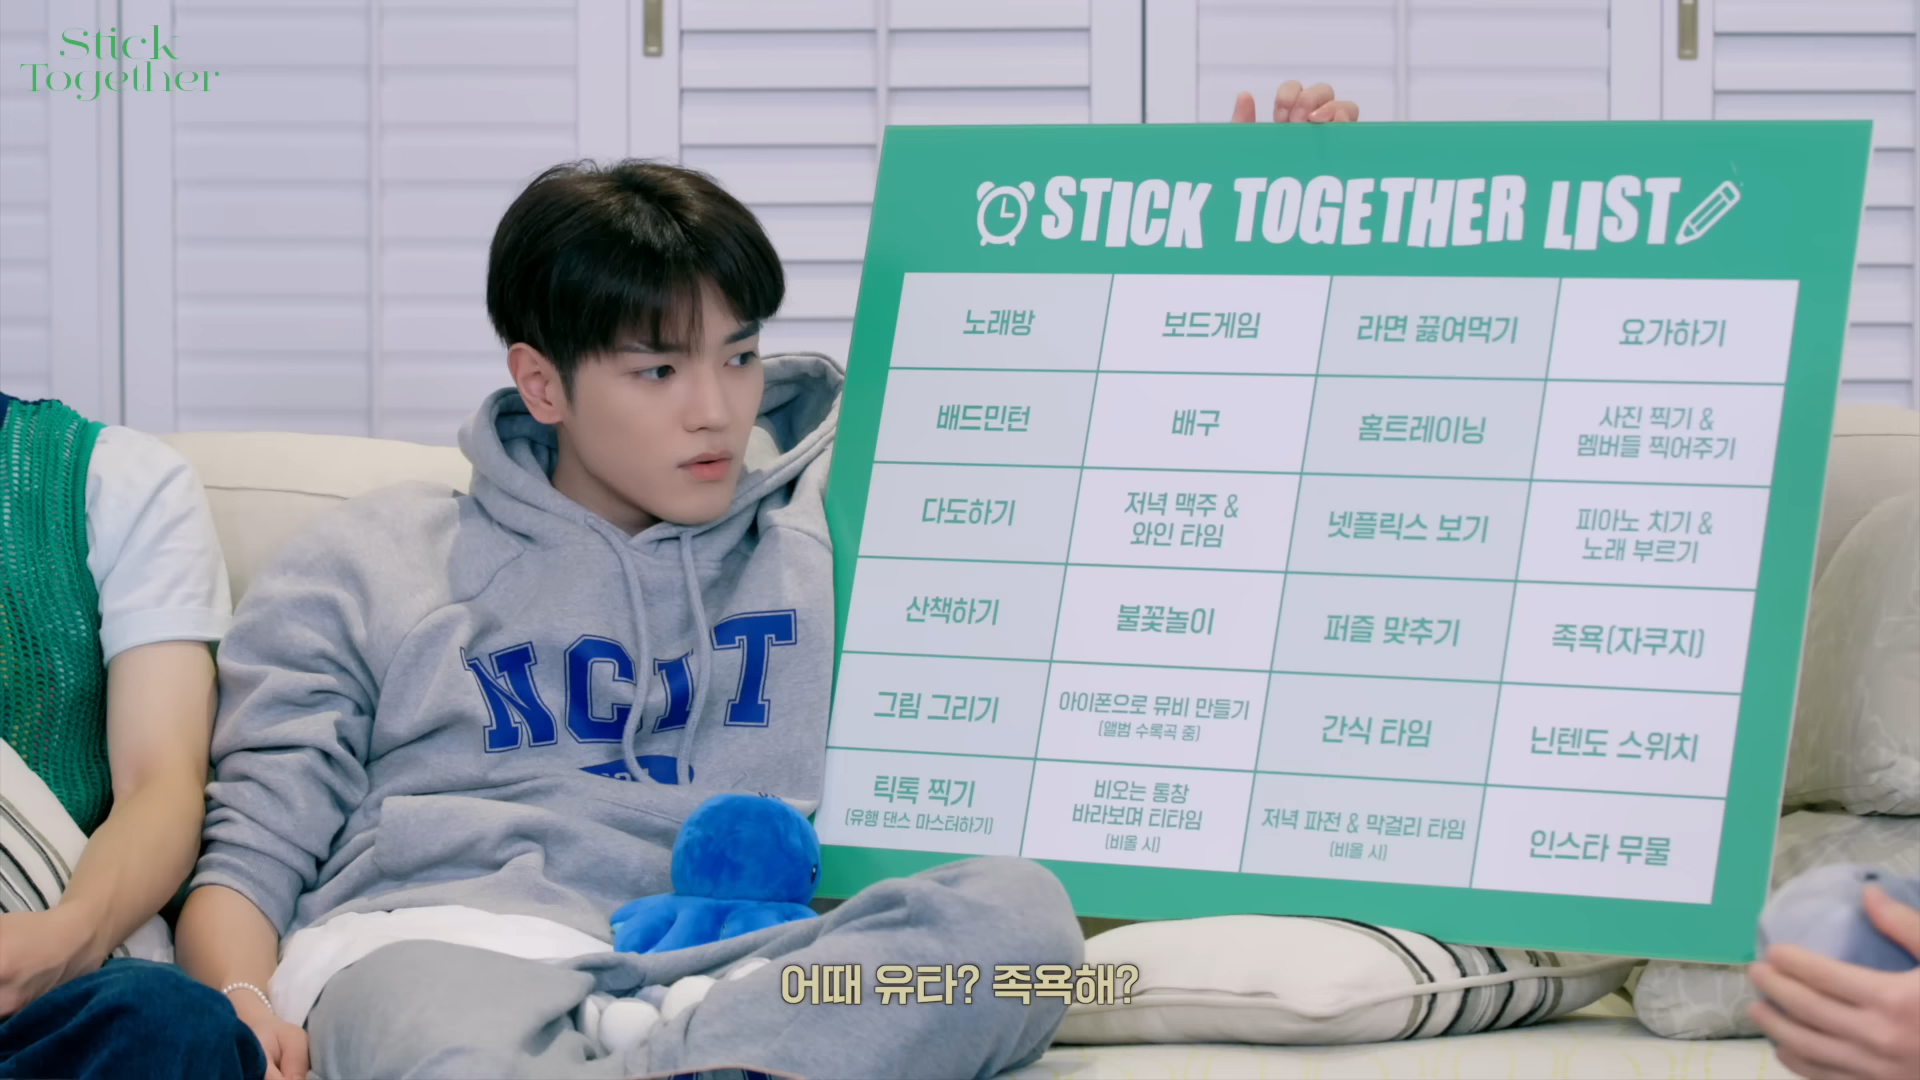 Stick
Together
STICK TOGETHER LIST
노래방
보드게임
라면 끓여먹기
요가하기
배드민턴
배구
홈트레이닝
사진 찍기 &
멤버들 찍어주기
다도하기
저녁 맥주 &
와인 타임
넷플릭스 보기
피아노 치기 &
노래 부르기
산책하기
불꽃놀이
퍼즐 맞추기
족욕(자쿠지)
그림 그리기
아이폰으로 뮤비 만들기
(앨범 수록곡 중)
간식 타임
닌텐도 스위치
틱톡 찍기
(유행 댄스 마스터하기)
비오는 통창
바라보며 티타임
(비올 시)
저녁 파전 & 막걸리 타임
(비올 시)
인스타 무물
NCIT
어때 유타? 족욕해?